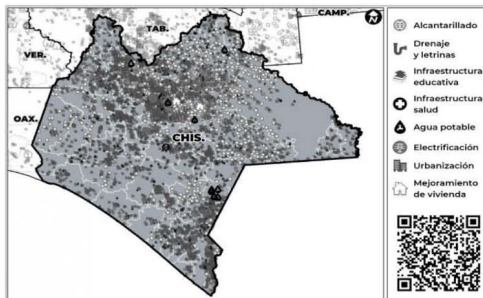 CAMP.
TAB.
VER.
OAX.
CHIS.
Alcantarillado
Drenaje
y letrinas
Infraestructura
educativa
Infraestructura
salud
Agua potable
Electrificación
Urbanización
Mejoramiento
de vivienda